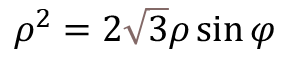 ρ² = 2√3ρ sin φ